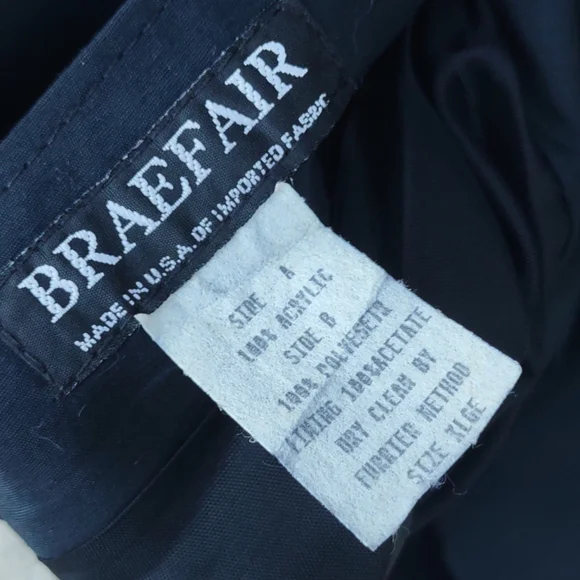 BRAEFAIR
MADE IN U.S.A. OF IMPORTED FABRIC
SIDE A
100% ACRYLIC
SIDE B
100% POLYESETR
LINING 100%ACETATE
DRY CLEAN BY
FURRIER METHOD
SIZE XLGE